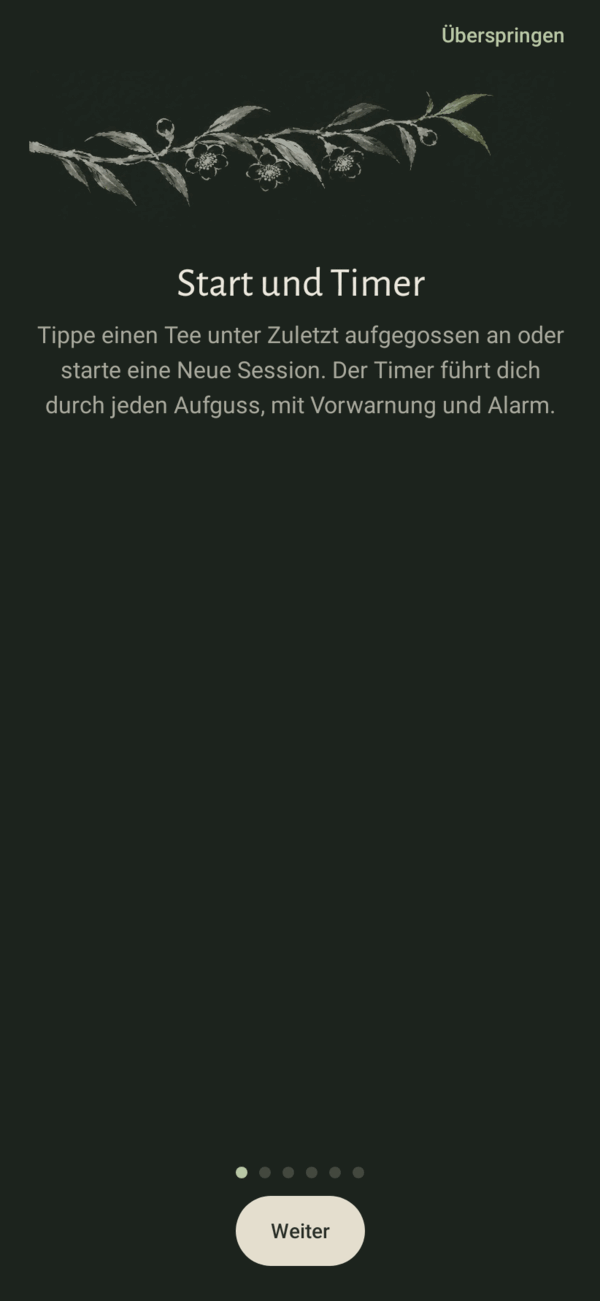 Überspringen
Start und Timer
Tippe einen Tee unter Zuletzt aufgegossen an oder
starte eine Neue Session. Der Timer führt dich
durch jeden Aufguss, mit Vorwarnung und Alarm.
Weiter